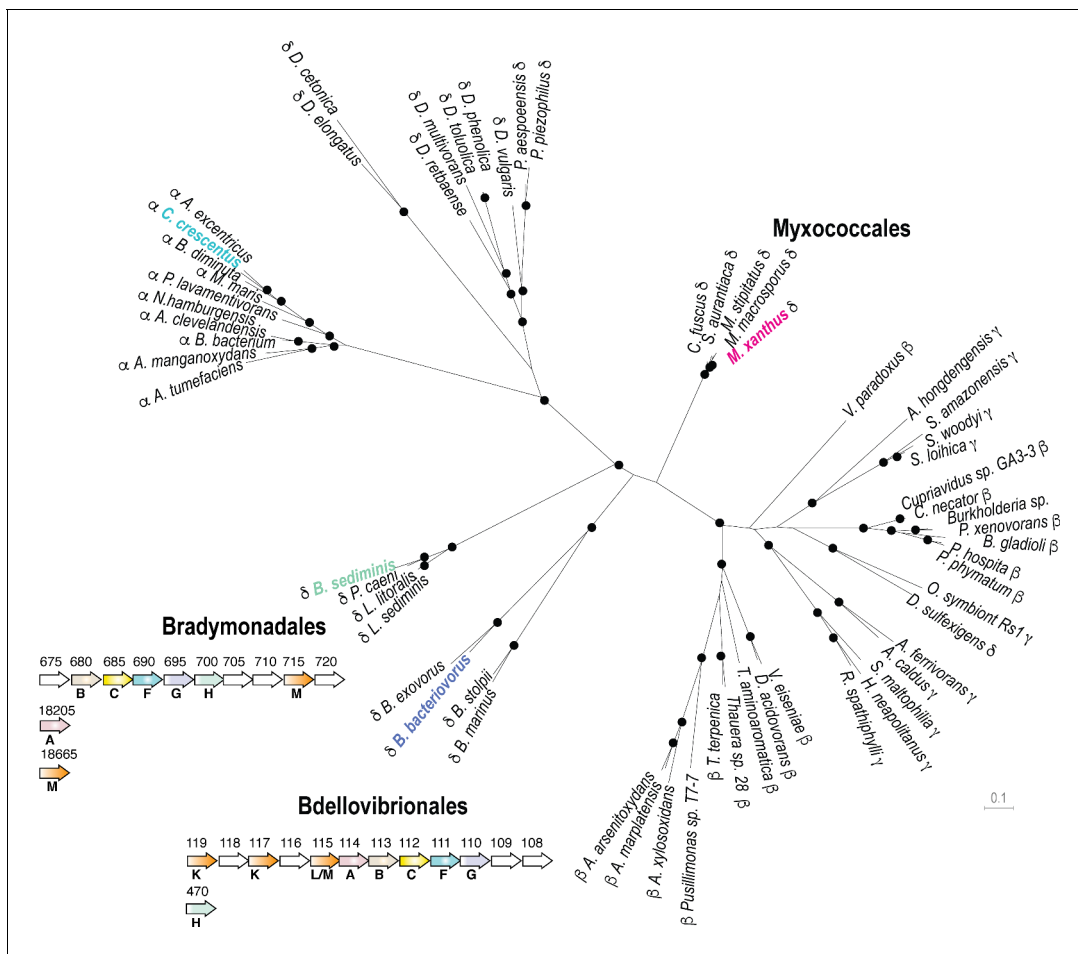 δ D. cetonica
δ D. elongatus
δ D. multivorans
δ D. retbaense
δ D. toluolica
δ D. phenolica
δ D. vulgaris
P. aespoeensis δ
P. piezophilus δ
Myxococcales
C. fuscus δ
S. aurantiaca δ
M. stipitatus δ
M. macrosporus δ
M. xanthus δ
α A. excentricus
α C. crescentus
α B. diminuta
α M. maris
α P. lavamentivorans
α N.hamburgensis
α A. clevelandensis
α B. bacterium
α A. manganoxydans
α A. tumefaciens
V. paradoxus β
A. hongdengensis γ
S. amazonensis γ
S. woodyi γ
S. loihica γ
Cupriavidus sp. GA3-3 β
C. necator β
Burkholderia sp.
P. xenovorans β
B. gladioli β
P. hospita β
P. phymatum β
O. symbiont Rs1 γ
D. sulfexigens δ
A. ferrivorans γ
A. caldus γ
S. maltophilia γ
H. neapolitanus γ
R. spathiphylli γ
V. eiseniae β
D. acidovorans β
T. aminoaromatica β
Thauera sp. 28 β
β T. terpenica
β Pusillimonas sp. T7-7
β A. xylosoxidans
β A. marplatensis
β A. arsenitoxydans
δ B. sediminis
δ P. caeni
δ L. litoralis
δ L. sediminis
δ B. exovorus
δ B. bacteriovorus
δ B. stolpii
δ B. marinus
0.1
Bradymonadales
675 680 685 690 695 700 705 710 715 720
B C F G H M
18205
A
18665
M
Bdellovibrionales
119 118 117 116 115 114 113 112 111 110 109 108
K K L/M A B C F G
470
H